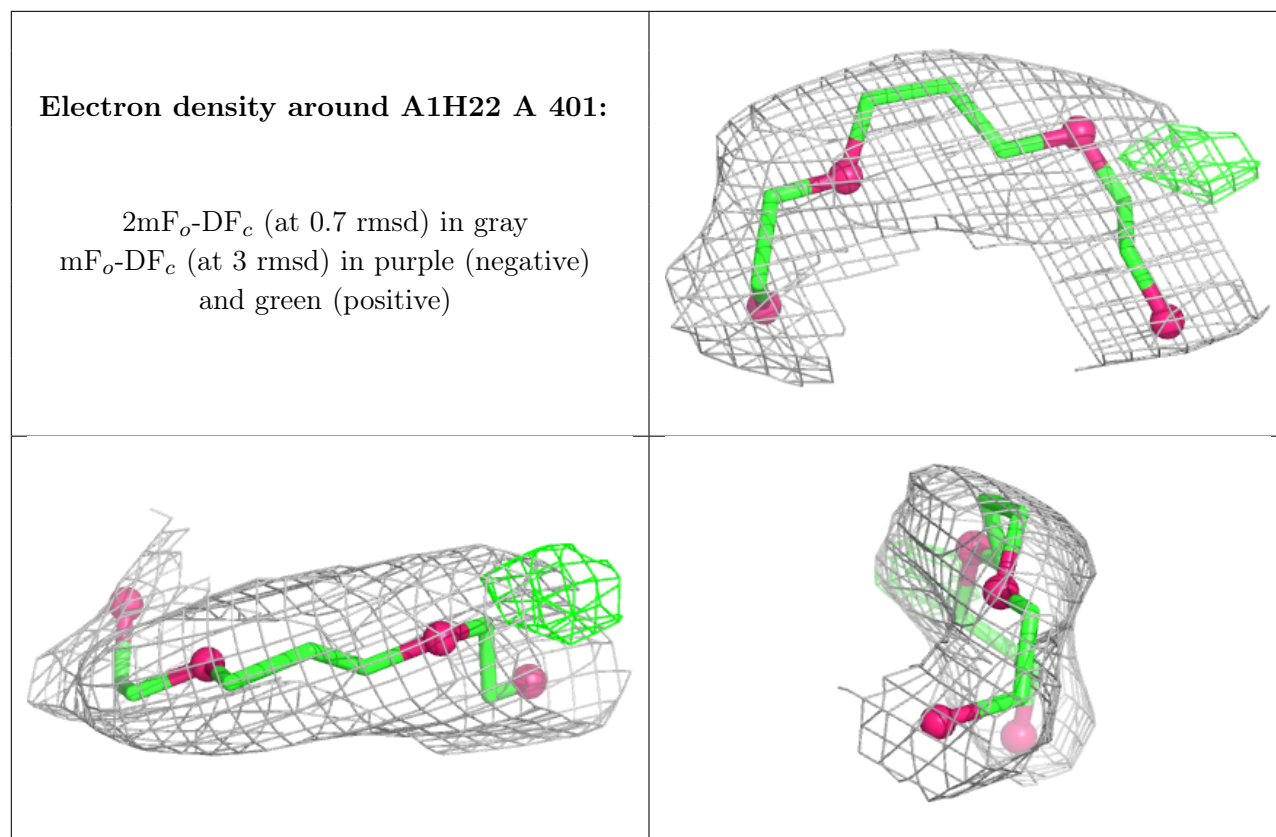 Electron density around A1H22 A 401:
2mFo-DFc (at 0.7 rmsd) in gray
mFo-DFc (at 3 rmsd) in purple (negative)
and green (positive)